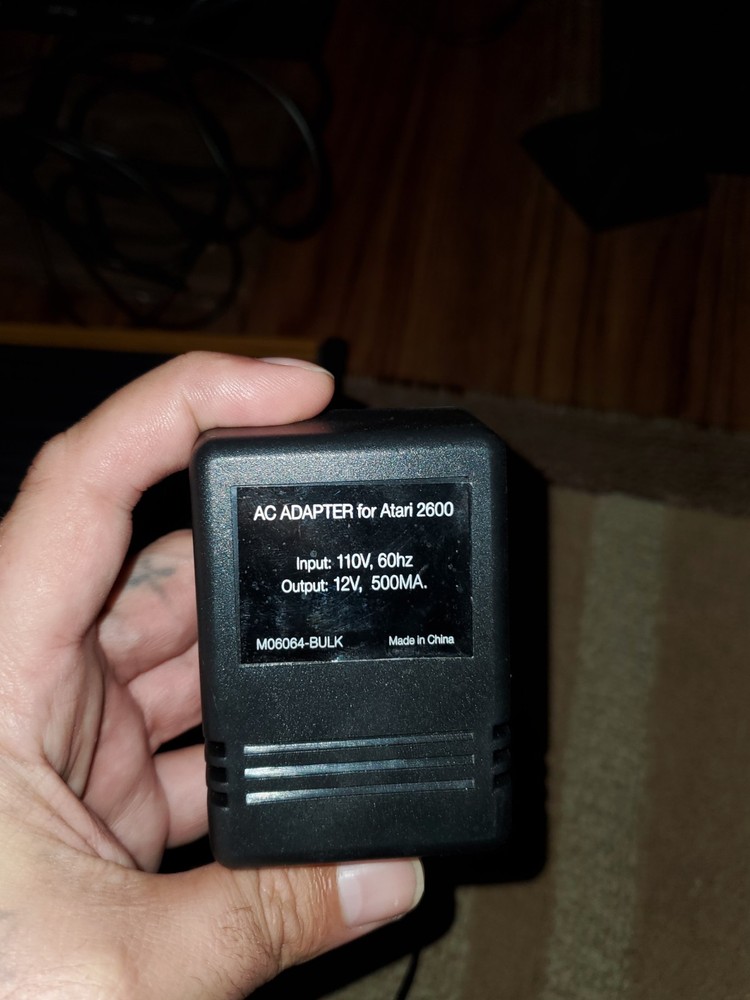 AC ADAPTER for Atari 2600
Input: 110V, 60hz
Output: 12V, 500MA.
M06064-BULK Made in China